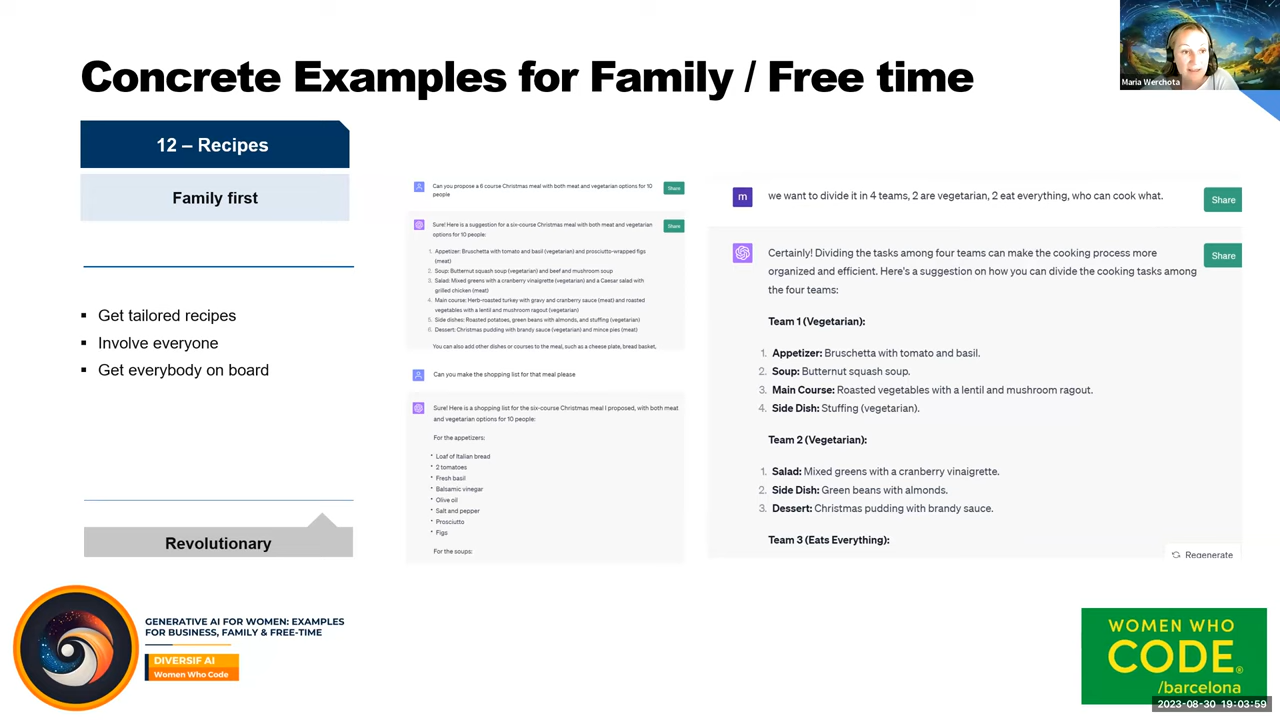 Concrete Examples for Family / Free time
Maria Werchota
12 – Recipes
Family first
▪ Get tailored recipes
▪ Involve everyone
▪ Get everybody on board
Revolutionary
Can you propose a 6 course Christmas meal with both meat and vegetarian options for 10
people
Share
Sure! Here is a suggestion for a six-course Christmas meal with both meat and vegetarian
options for 10 people:
Share
1. Appetizer: Bruschetta with tomato and basil (vegetarian) and prosciutto-wrapped figs
(meat)
2. Soup: Butternut squash soup (vegetarian) and beef and mushroom soup
3. Salad: Mixed greens with a cranberry vinaigrette (vegetarian) and a Caesar salad with
grilled chicken (meat)
4. Main course: Herb-roasted turkey with gravy and cranberry sauce (meat) and roasted
vegetables with a lentil and mushroom ragout (vegetarian)
5. Side dishes: Roasted potatoes, green beans with almonds, and stuffing (vegetarian)
6. Dessert: Christmas pudding with brandy sauce (vegetarian) and mince pies (meat)
You can also add other dishes or courses to the meal, such as a cheese plate, bread basket,
Can you make the shopping list for that meal please
Sure! Here is a shopping list for the six-course Christmas meal I proposed, with both meat
and vegetarian options for 10 people:
For the appetizers:
• Loaf of Italian bread
• 2 tomatoes
• Fresh basil
• Balsamic vinegar
• Olive oil
• Salt and pepper
• Prosciutto
• Figs
For the soups:
m
we want to divide it in 4 teams, 2 are vegetarian, 2 eat everything, who can cook what.
Share
Certainly! Dividing the tasks among four teams can make the cooking process more
organized and efficient. Here's a suggestion on how you can divide the cooking tasks among
the four teams:
Share
Team 1 (Vegetarian):
1. Appetizer: Bruschetta with tomato and basil.
2. Soup: Butternut squash soup.
3. Main Course: Roasted vegetables with a lentil and mushroom ragout.
4. Side Dish: Stuffing (vegetarian).
Team 2 (Vegetarian):
1. Salad: Mixed greens with a cranberry vinaigrette.
2. Side Dish: Green beans with almonds.
3. Dessert: Christmas pudding with brandy sauce.
Team 3 (Eats Everything):
Regenerate
GENERATIVE AI FOR WOMEN: EXAMPLES
FOR BUSINESS, FAMILY & FREE-TIME
DIVERSIF AI
Women Who Code
WOMEN WHO
CODE®
/barcelona
2023-08-30 19:03:59